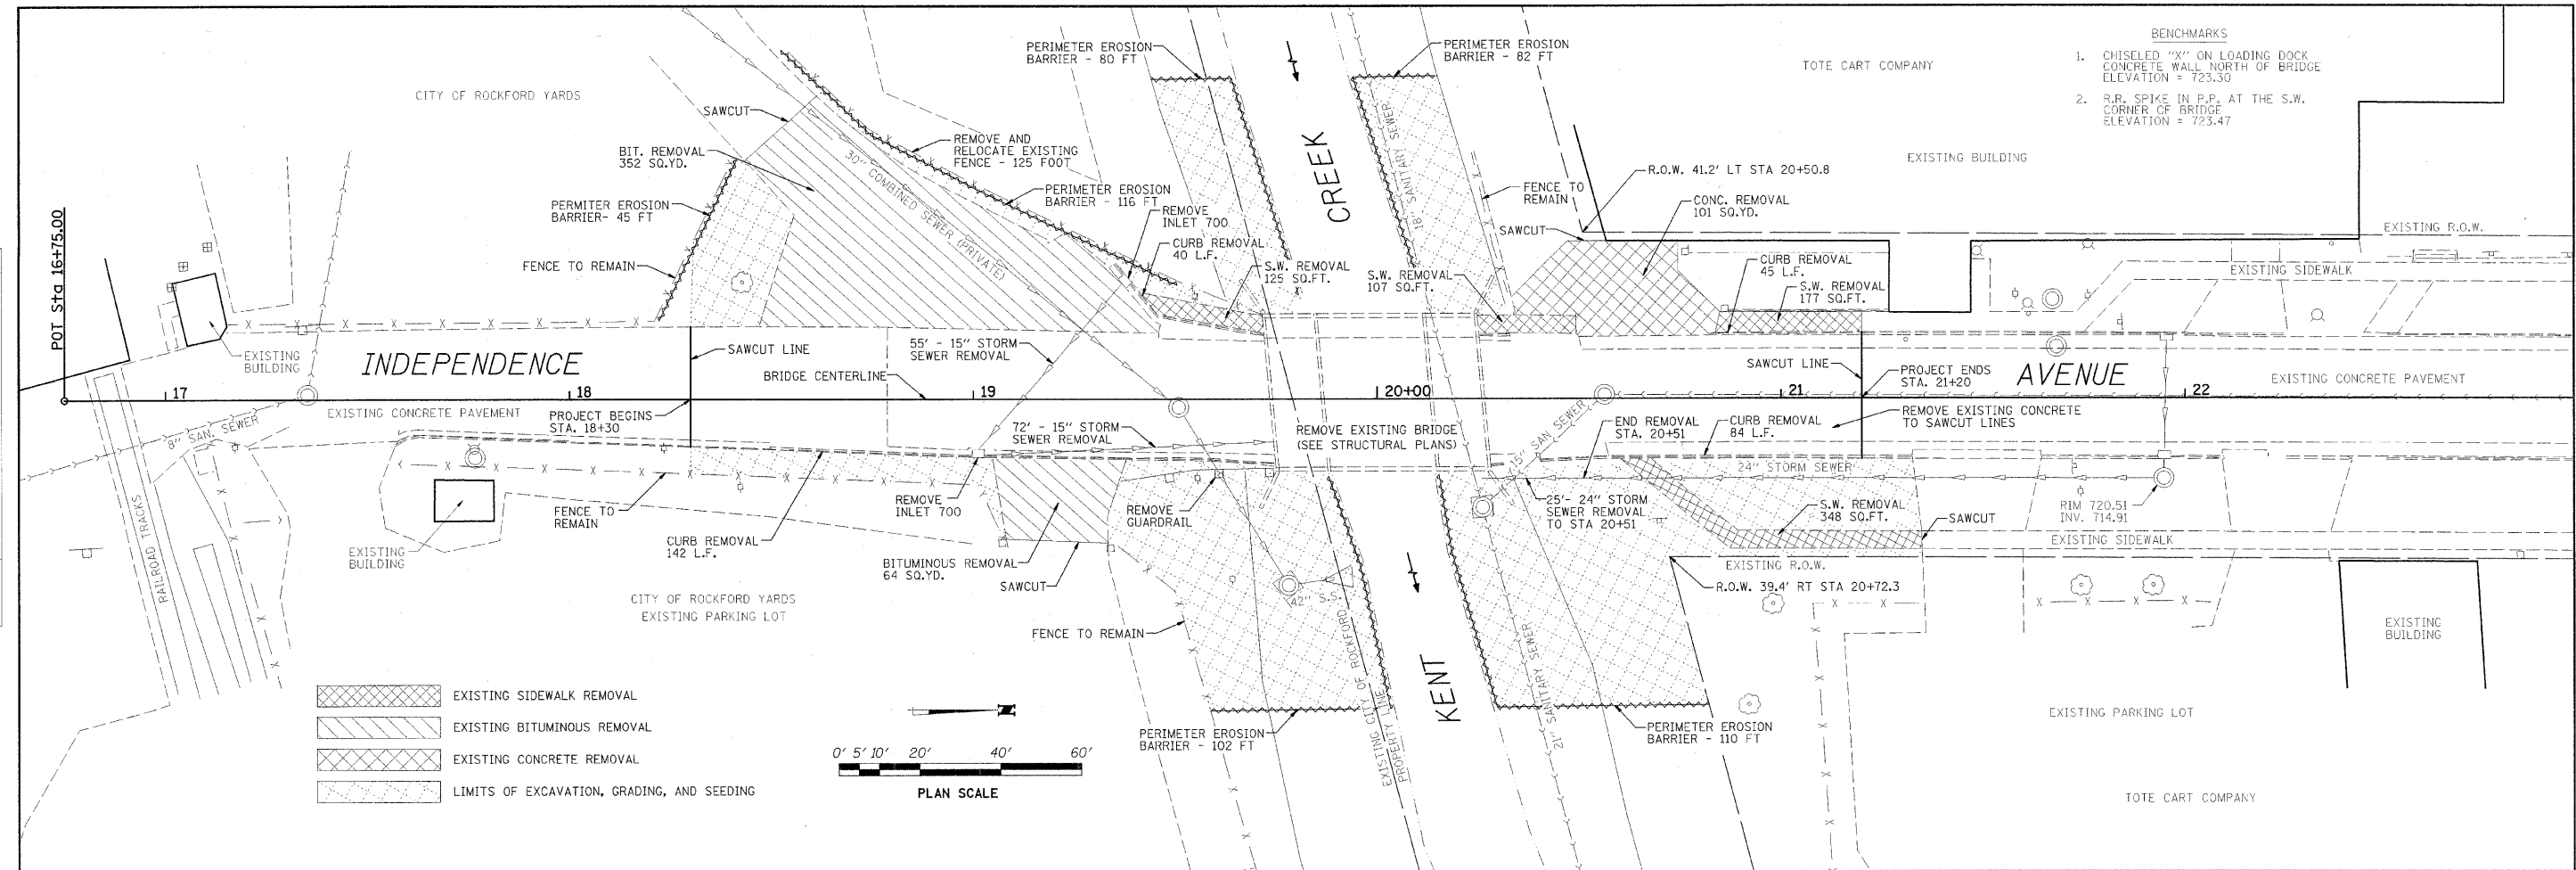 BENCHMARKS
1. CHISELED "X" ON LOADING DOCK
CONCRETE WALL NORTH OF BRIDGE
ELEVATION = 723.30
2. R.R. SPIKE IN P.P. AT THE S.W.
CORNER OF BRIDGE
ELEVATION = 723.47
PERIMETER EROSION
BARRIER - 80 FT
PERIMETER EROSION
BARRIER - 82 FT
TOTE CART COMPANY
CITY OF ROCKFORD YARDS
SAWCUT
BIT. REMOVAL
352 SQ.YD.
REMOVE AND
RELOCATE EXISTING
FENCE - 125 FOOT
30" COMBINED SEWER (PRIVATE)
PERIMETER EROSION
BARRIER - 116 FT
PERMITER EROSION
BARRIER- 45 FT
REMOVE
INLET 700
CURB REMOVAL
40 L.F.
S.W. REMOVAL
125 SQ.FT.
FENCE TO REMAIN
CREEK
18" SANITARY SEWER
FENCE TO
REMAIN
SAWCUT
S.W. REMOVAL
107 SQ.FT.
EXISTING BUILDING
R.O.W. 41.2' LT STA 20+50.8
CONC. REMOVAL
101 SQ.YD.
CURB REMOVAL
45 L.F.
S.W. REMOVAL
177 SQ.FT.
EXISTING R.O.W.
EXISTING SIDEWALK
POT Sta 16+75.00
EXISTING
BUILDING
INDEPENDENCE
SAWCUT LINE
55' - 15" STORM
SEWER REMOVAL
BRIDGE CENTERLINE
SAWCUT LINE
PROJECT ENDS
STA. 21+20
AVENUE
EXISTING CONCRETE PAVEMENT
17
18
19
20+00
21
22
8" SAN. SEWER
EXISTING CONCRETE PAVEMENT
PROJECT BEGINS
STA. 18+30
72' - 15" STORM
SEWER REMOVAL
REMOVE EXISTING BRIDGE
(SEE STRUCTURAL PLANS)
15" SAN SEWER
END REMOVAL
STA. 20+51
CURB REMOVAL
84 L.F.
REMOVE EXISTING CONCRETE
TO SAWCUT LINES
24" STORM SEWER
RAILROAD TRACKS
EXISTING
BUILDING
FENCE TO
REMAIN
CURB REMOVAL
142 L.F.
REMOVE
INLET 700
BITUMINOUS REMOVAL
64 SQ.YD.
SAWCUT
REMOVE
GUARDRAIL
25'- 24" STORM
SEWER REMOVAL
TO STA 20+51
S.W. REMOVAL
348 SQ.FT.
SAWCUT
RIM 720.51
INV. 714.91
EXISTING SIDEWALK
EXISTING R.O.W.
R.O.W. 39.4' RT STA 20+72.3
CITY OF ROCKFORD YARDS
EXISTING PARKING LOT
42" S.S.
FENCE TO REMAIN
EXISTING CITY OF ROCKFORD
PROPERTY LINE
KENT
21" SANITARY SEWER
EXISTING
BUILDING
EXISTING SIDEWALK REMOVAL
EXISTING BITUMINOUS REMOVAL
EXISTING CONCRETE REMOVAL
LIMITS OF EXCAVATION, GRADING, AND SEEDING
0' 5' 10' 20' 40' 60'
PLAN SCALE
PERIMETER EROSION
BARRIER - 102 FT
PERIMETER EROSION
BARRIER - 110 FT
EXISTING PARKING LOT
TOTE CART COMPANY